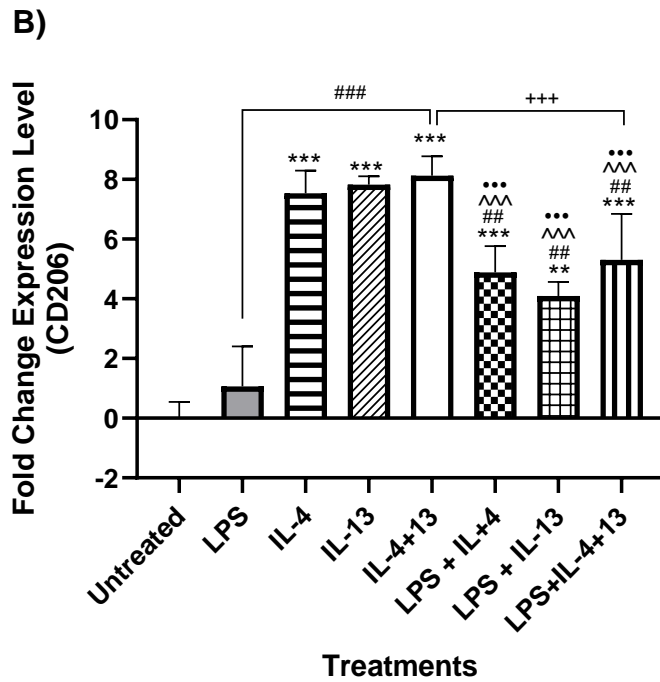 B)
Fold Change Expression Level
(CD206)
10
8
6
4
2
0
-2
###
+++
***
***
***
•••
^^^
##
***
•••
^^^
##
**
•••
^^^
##
***
Untreated
LPS
IL-4
IL-13
IL-4+13
LPS + IL+4
LPS + IL-13
LPS+IL-4+13
Treatments